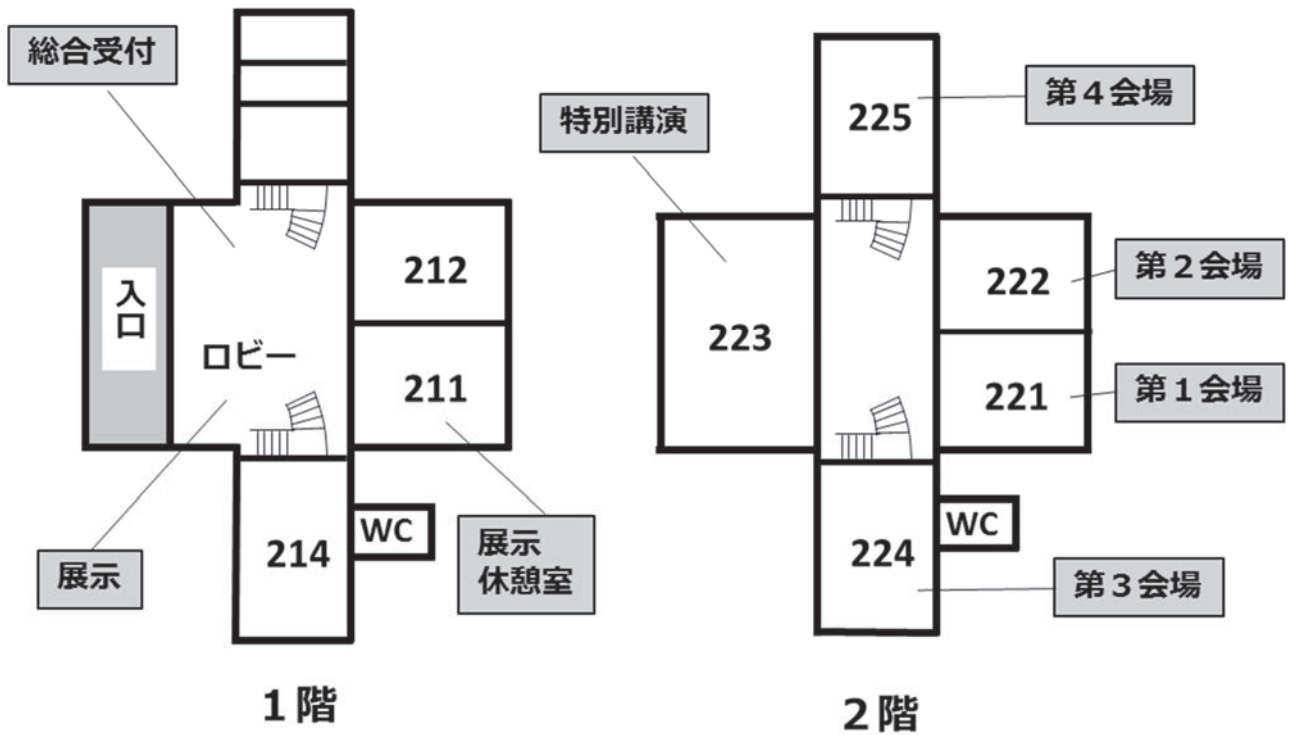 総合受付
212
入口
ロビー
211
展示
214
WC
展示
休憩室
1階
特別講演
225
第4会場
222
第2会場
223
221
第1会場
WC
224
第3会場
2階